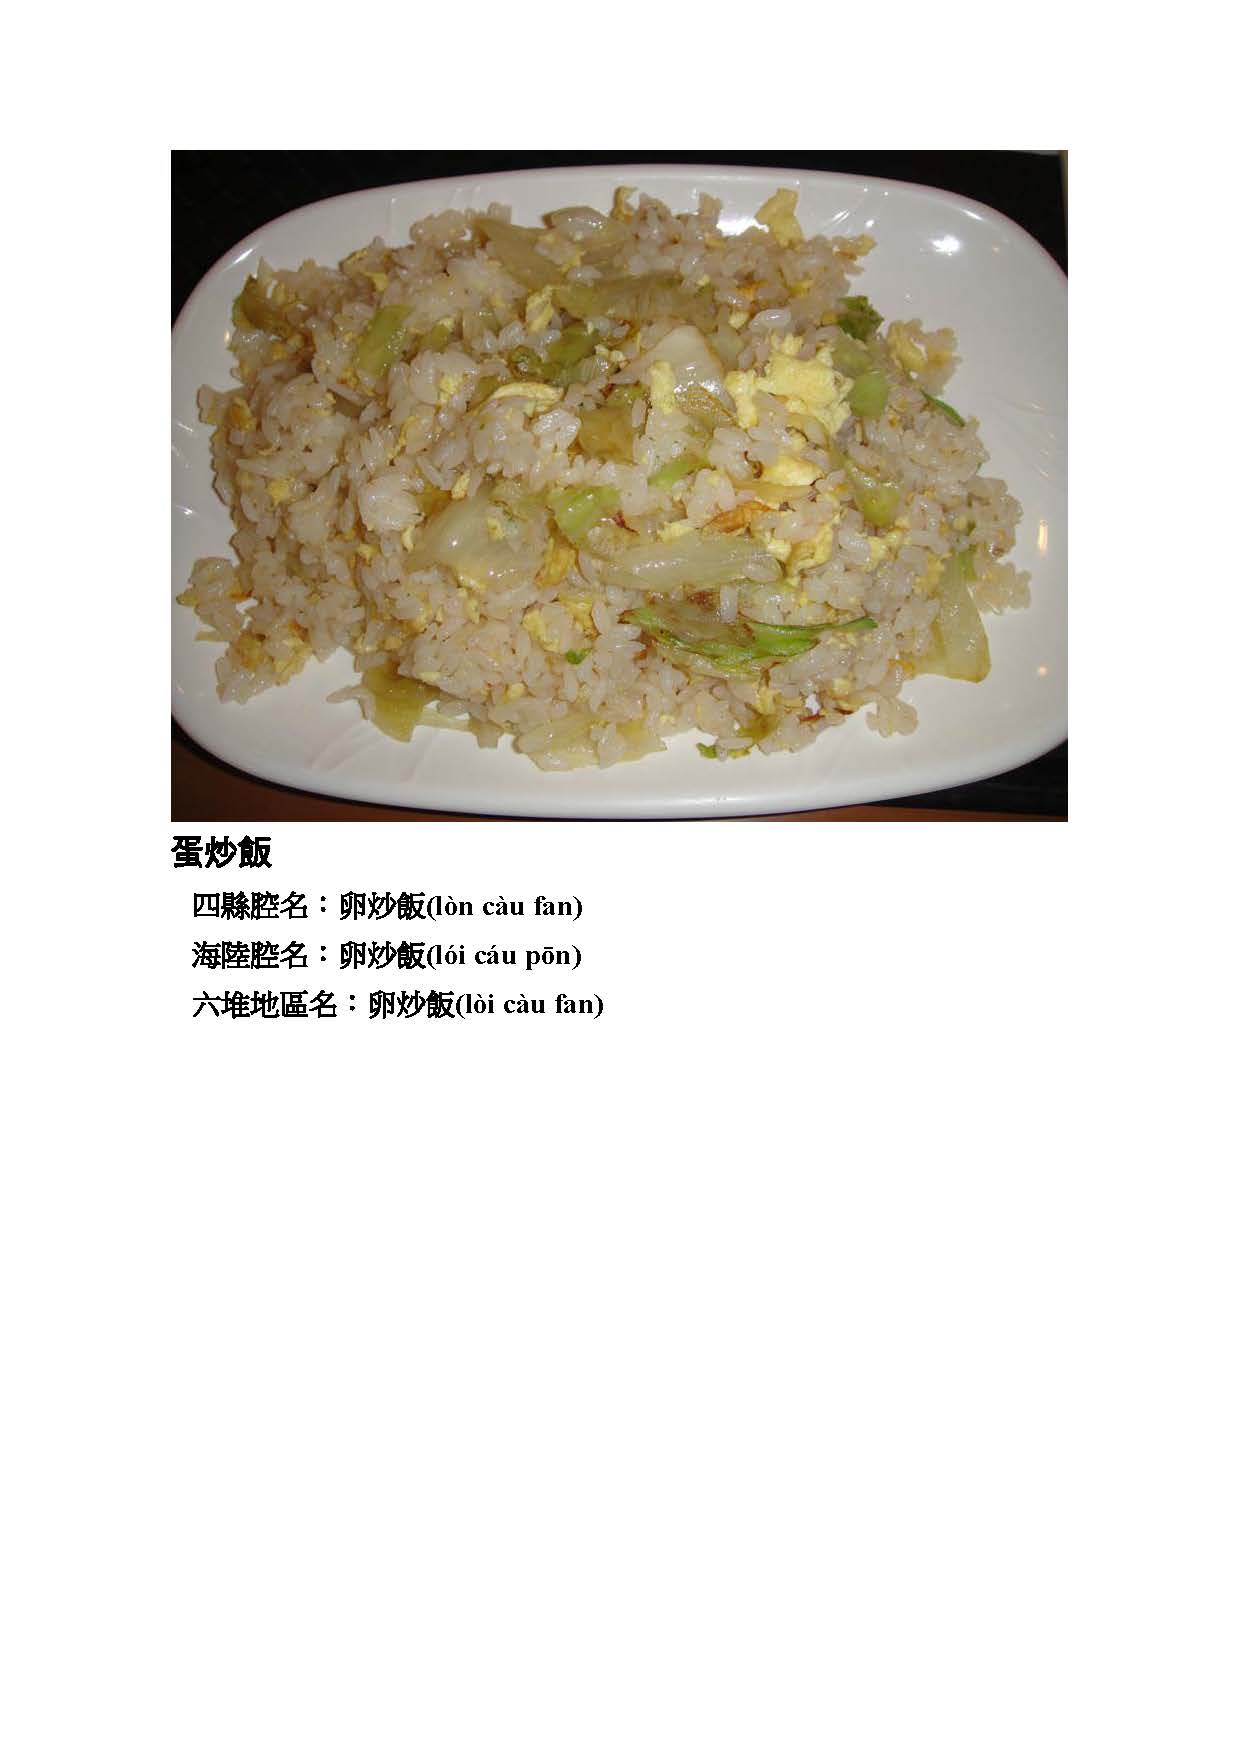 蛋炒飯
四縣腔名：卵炒飯(lòn càu fan)
海陸腔名：卵炒飯(lói cáu pōn)
六堆地區名：卵炒飯(lòi càu fan)